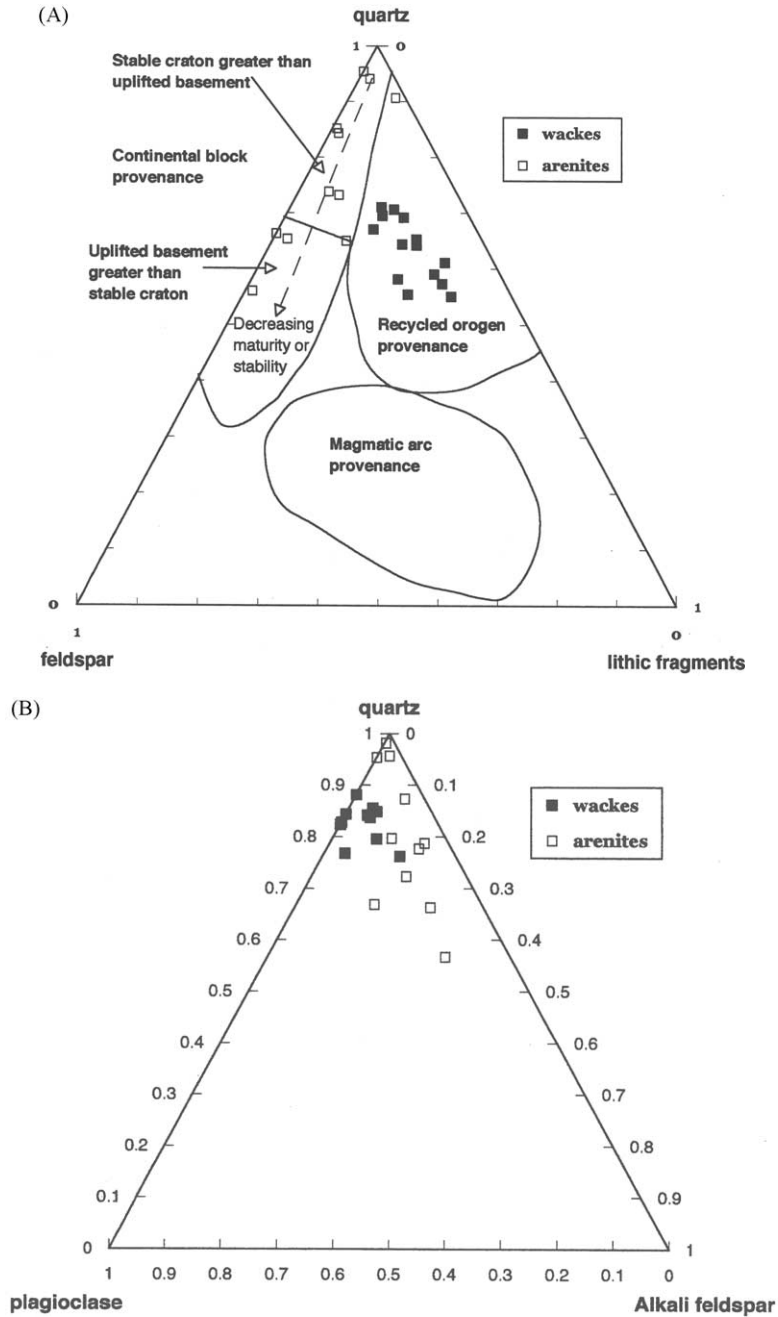 (A)
quartz
1 0
Stable craton greater than
uplifted basement
wackes
arenites
Continental block
provenance
Uplifted basement
greater than
stable craton
Decreasing
maturity or
stability
Recycled orogen
provenance
Magmatic arc
provenance
0 1
1 0
feldspar lithic fragments
(B)
quartz
1 0
0.9 0.1
wackes
arenites
0.8 0.2
0.7 0.3
0.6 0.4
0.5 0.5
0.4 0.6
0.3 0.7
0.2 0.8
0.1 0.9
0 1
1 0.9 0.8 0.7 0.6 0.5 0.4 0.3 0.2 0.1 0
plagioclase Alkali feldspar